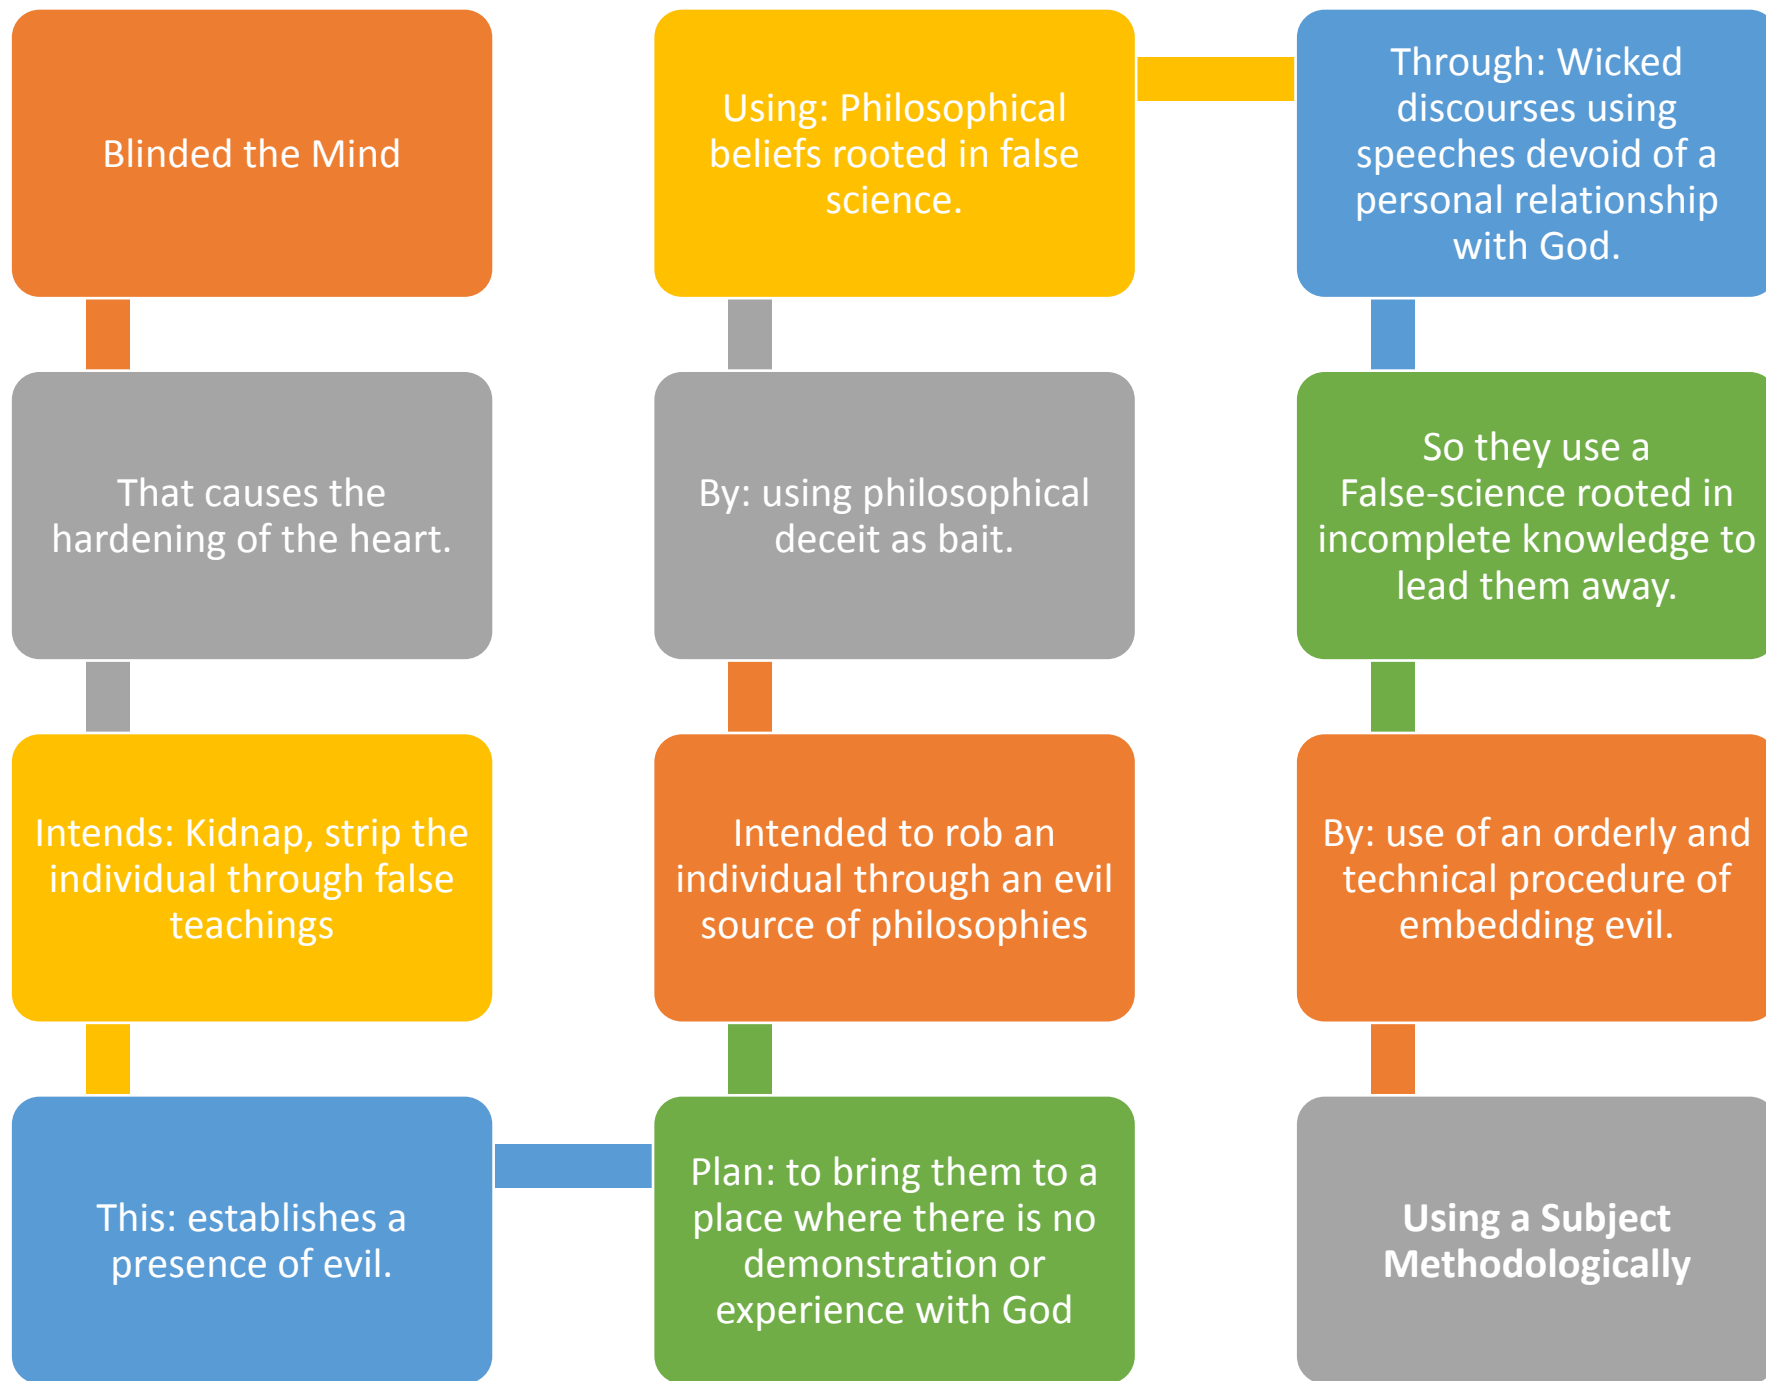 Blinded the Mind
That causes the
hardening of the heart.
Intends: Kidnap, strip the
individual through false
teachings
This: establishes a
presence of evil.
Plan: to bring them to a
place where there is no
demonstration or
experience with God
Intended to rob an
individual through an evil
source of philosophies
By: using philosophical
deceit as bait.
Using: Philosophical
beliefs rooted in false
science.
Through: Wicked
discourses using
speeches devoid of a
personal relationship
with God.
So they use a
False-science rooted in
incomplete knowledge to
lead them away.
By: use of an orderly and
technical procedure of
embedding evil.
Using a Subject
Methodologically